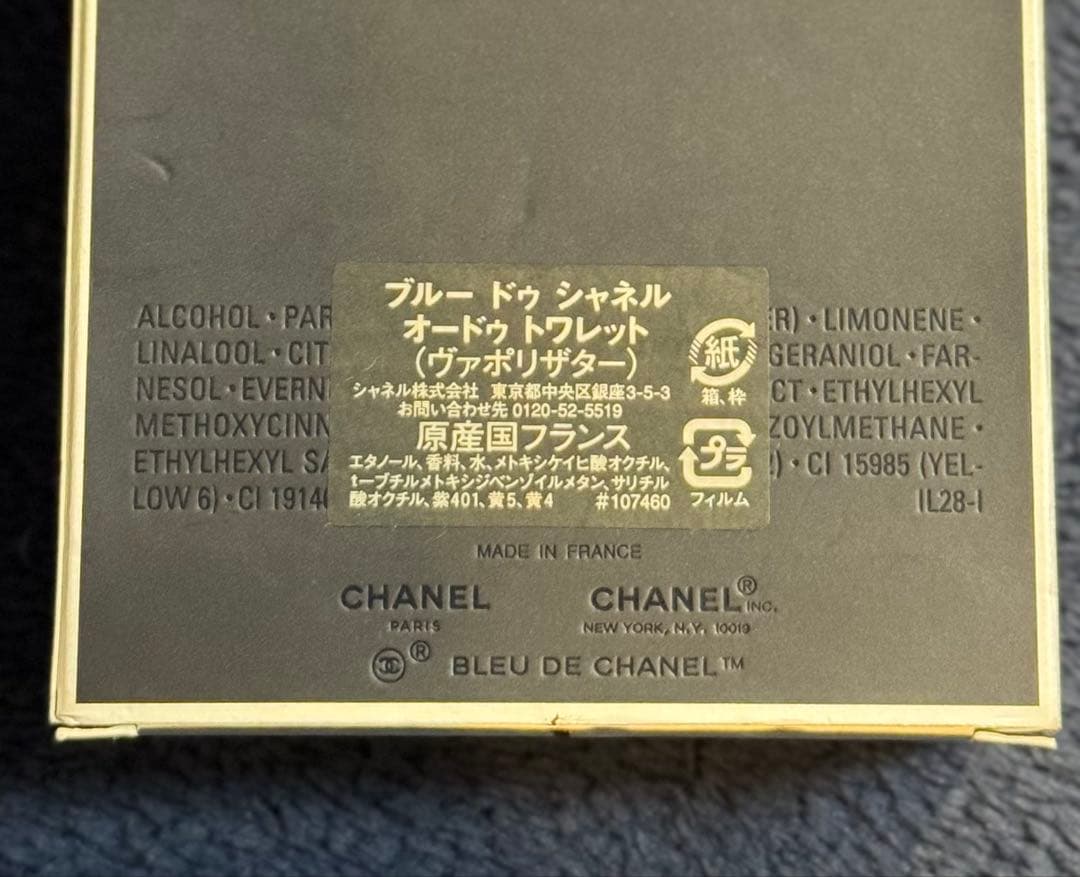 ブルー ドゥ シャネル
オードゥ トワレット
(ヴァポリザター)
シャネル株式会社 東京都中央区銀座3-5-3
お問い合わせ先 0120-52-5519
原産国フランス
エタノール、香料、水、メトキシケイヒ酸オクチル、
t-ブチルメトキシジベンゾイルメタン、サリチル
酸オクチル、紫401、黄5、黄4 #107460
紙
箱、枠
プラ
フィルム
ALCOHOL・PAR ER)・LIMONENE・
LINALOOL・CIT GERANIOL・FAR-
NESOL・EVERN CT・ETHYLHEXYL
METHOXYCINN ZOYLMETHANE・
ETHYLHEXYL SA 2)・CI 15985 (YEL-
LOW 6)・CI 19140 IL28-I
MADE IN FRANCE
CHANEL CHANEL® INC.
PARIS NEW YORK, N.Y. 10019
® BLEU DE CHANEL™